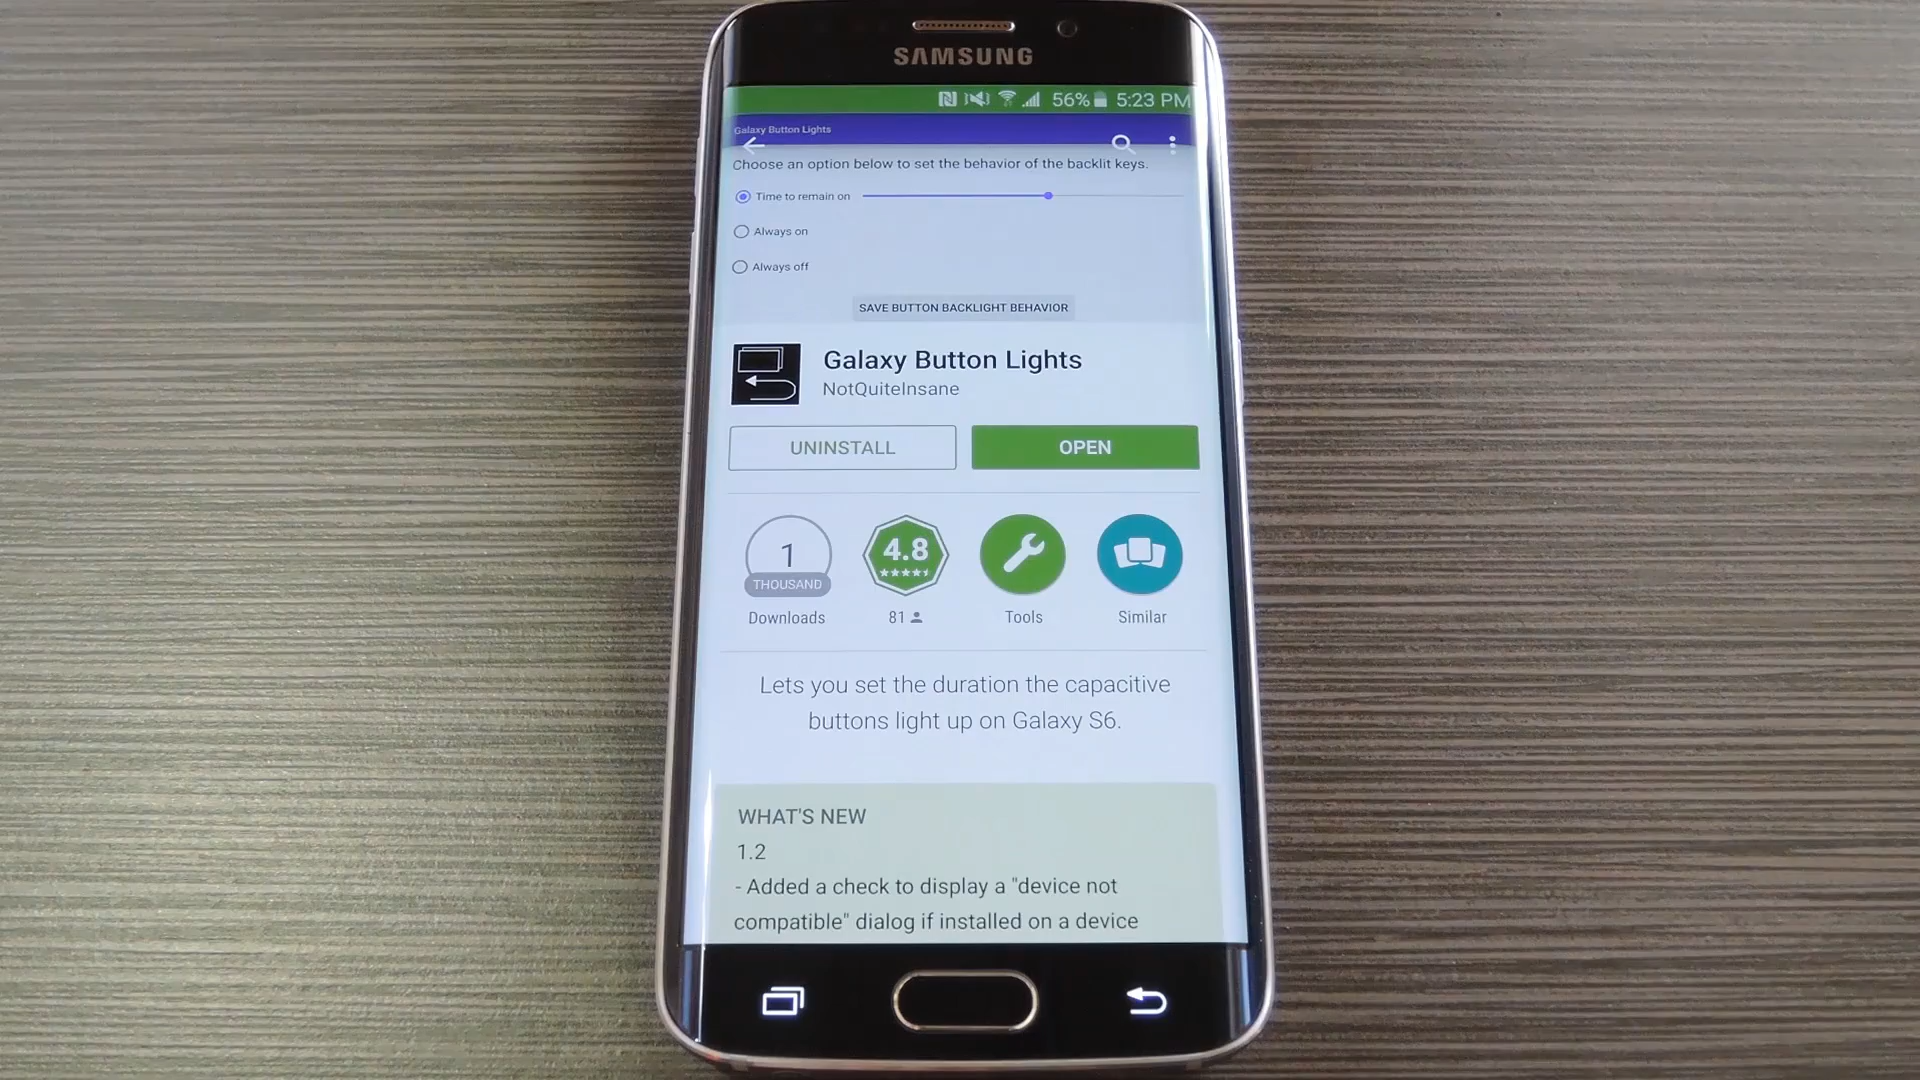 SAMSUNG
56% 5:23 PM
Galaxy Button Lights
Choose an option below to set the behavior of the backlit keys.
Time to remain on
Always on
Always off
SAVE BUTTON BACKLIGHT BEHAVIOR
Galaxy Button Lights
NotQuiteInsane
UNINSTALL OPEN
1 4.8
THOUSAND
Downloads 81 Tools Similar
Lets you set the duration the capacitive
buttons light up on Galaxy S6.
WHAT'S NEW
1.2
- Added a check to display a "device not
compatible" dialog if installed on a device